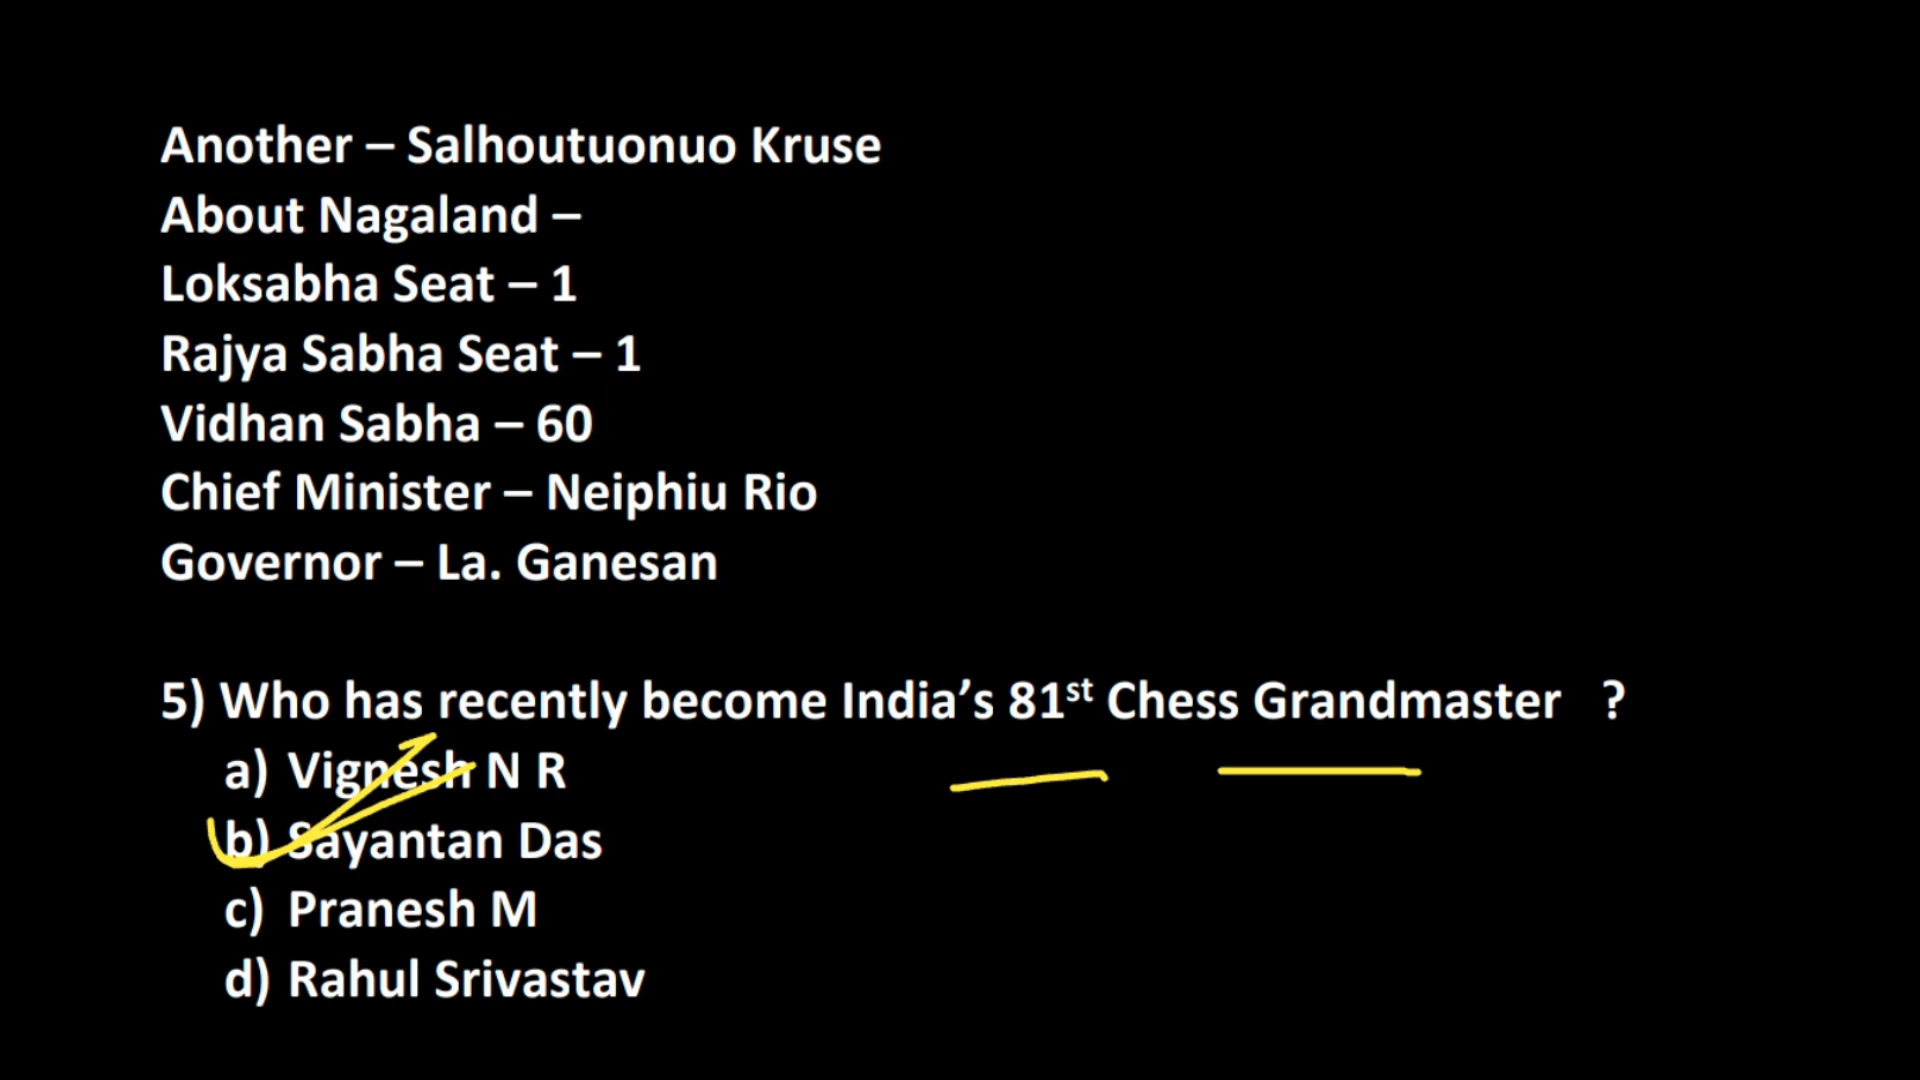 Another – Salhoutuonuo Kruse
About Nagaland –
Loksabha Seat – 1
Rajya Sabha Seat – 1
Vidhan Sabha – 60
Chief Minister – Neiphiu Rio
Governor – La. Ganesan
5) Who has recently become India’s 81st Chess Grandmaster ?
a) Vignesh N R
b) Sayantan Das
c) Pranesh M
d) Rahul Srivastav